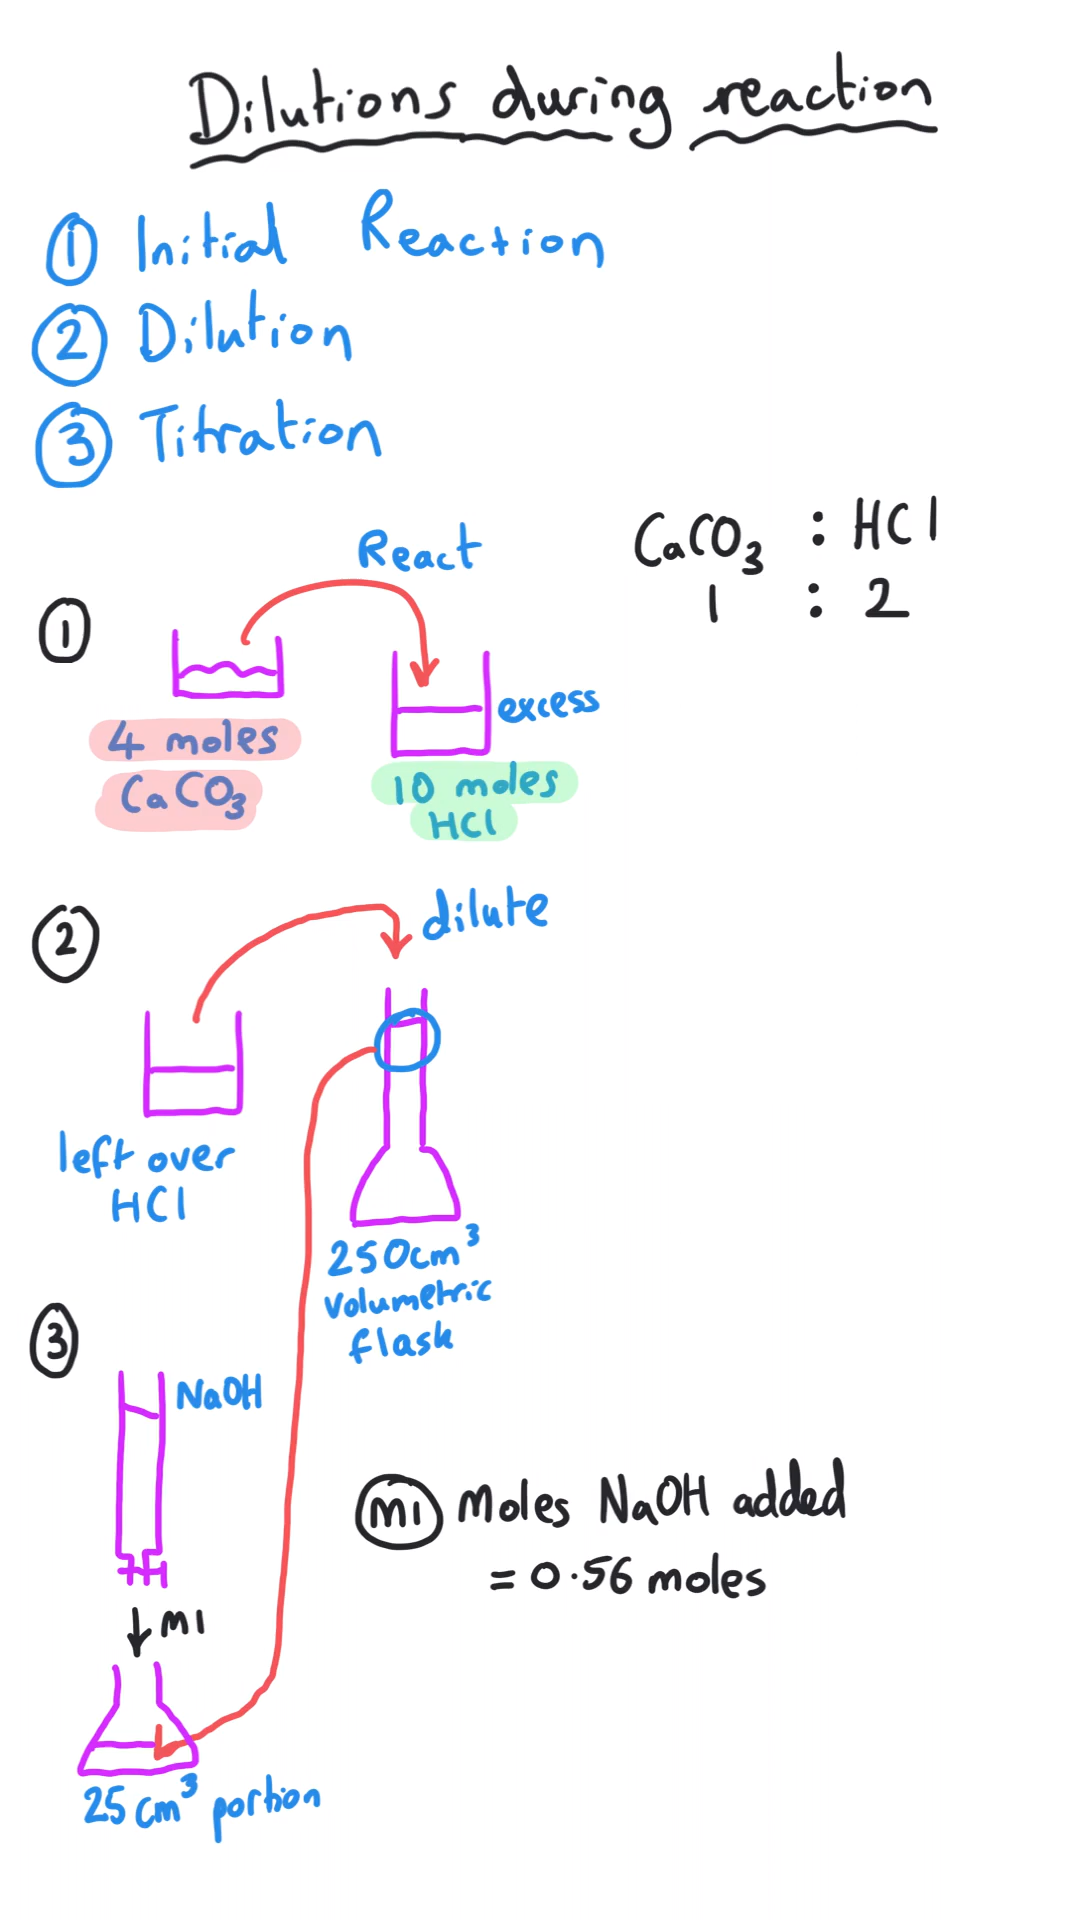 Dilutions during reaction
① Initial Reaction
② Dilution
③ Titration
CaCO₃ : HCl
1 : 2
React
①
excess
4 moles
CaCO₃
10 moles
HCl
②
dilute
left over
HCl
250cm³
volumetric
flask
③
NaOH
M1 Moles NaOH added
= 0.56 moles
↓ M1
25cm³ portion